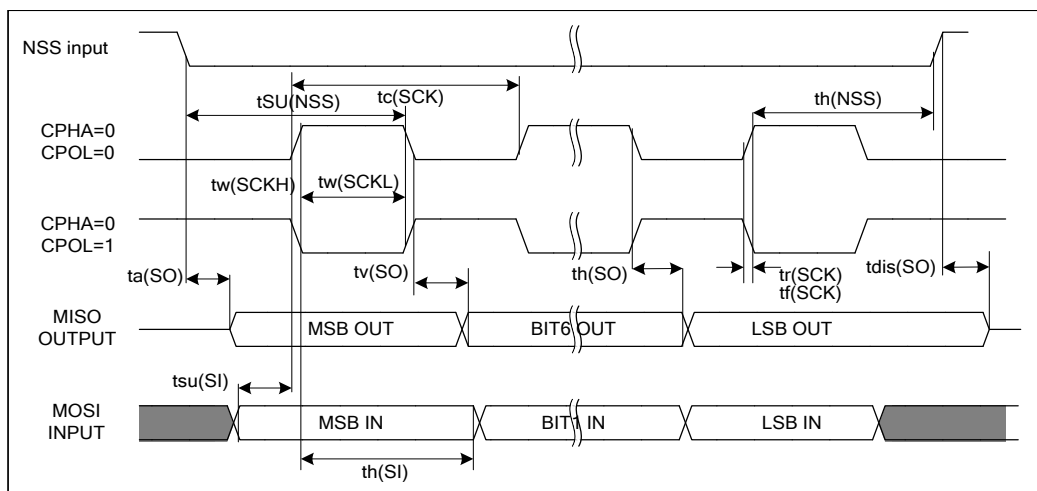 NSS input
tc(SCK)
tSU(NSS)
th(NSS)
CPHA=0
CPOL=0
tw(SCKH)
tw(SCKL)
CPHA=0
CPOL=1
ta(SO)
tv(SO)
th(SO)
tr(SCK)
tf(SCK)
tdis(SO)
MISO
OUTPUT
MSB OUT
BIT6 OUT
LSB OUT
tsu(SI)
MOSI
INPUT
MSB IN
BIT1 IN
LSB IN
th(SI)